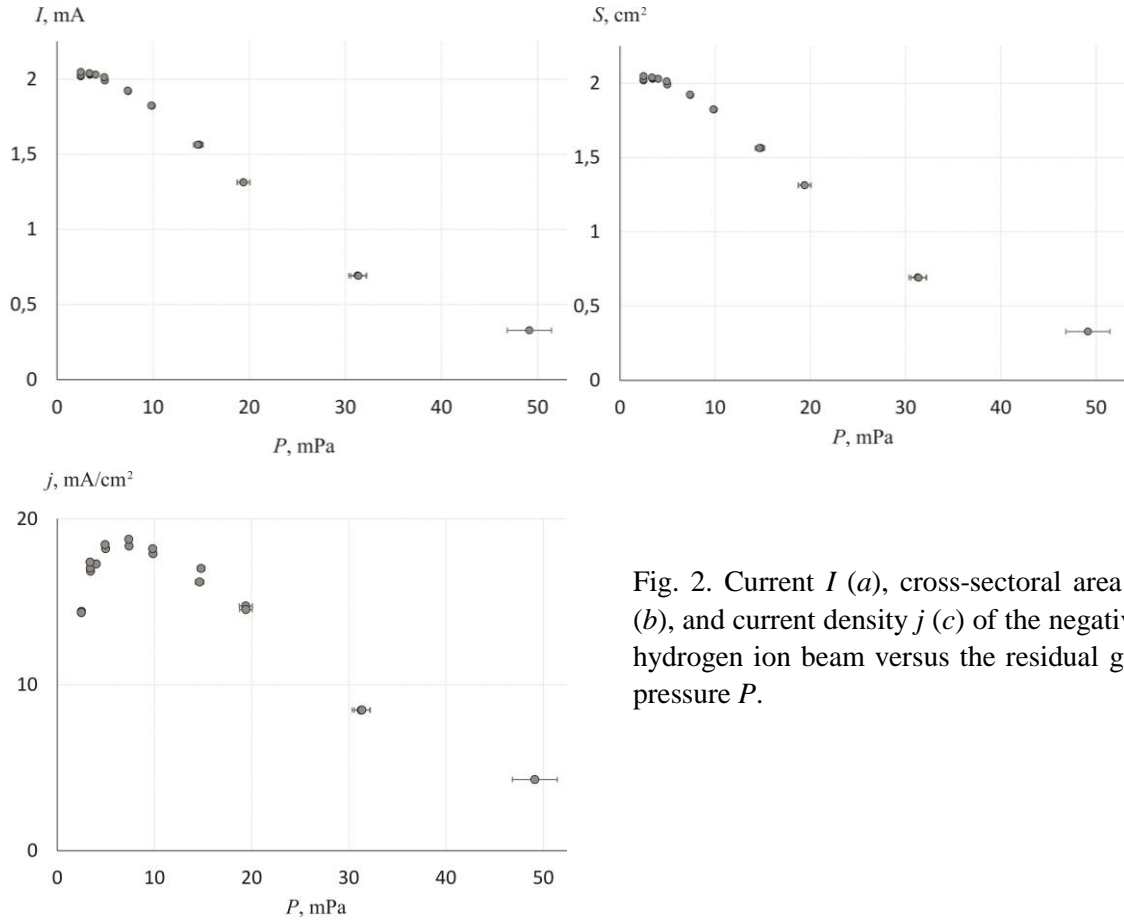 I, mA
2
1,5
1
0,5
0
0 10 20 30 40 50
P, mPa
S, cm²
2
1,5
1
0,5
0
0 10 20 30 40 50
P, mPa
j, mA/cm²
20
10
0
0 10 20 30 40 50
P, mPa
Fig. 2. Current I (a), cross-sectoral area
(b), and current density j (c) of the negativ
hydrogen ion beam versus the residual g
pressure P.